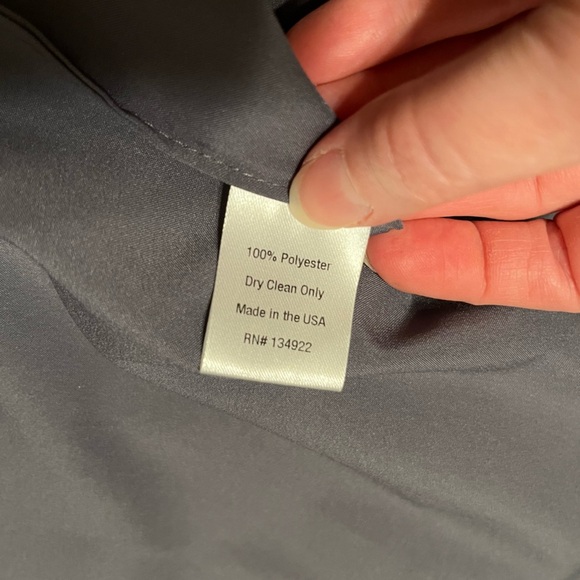 100% Polyester
Dry Clean Only
Made in the USA
RN# 134922